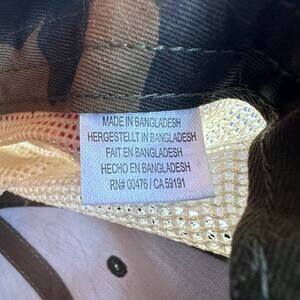 MADE IN BANGLADESH
HERGESTELLT IN BANGLADESH
FAIT EN BANGLADESH
HECHO EN BANGLADESH
RN# 00476 / CA 59191